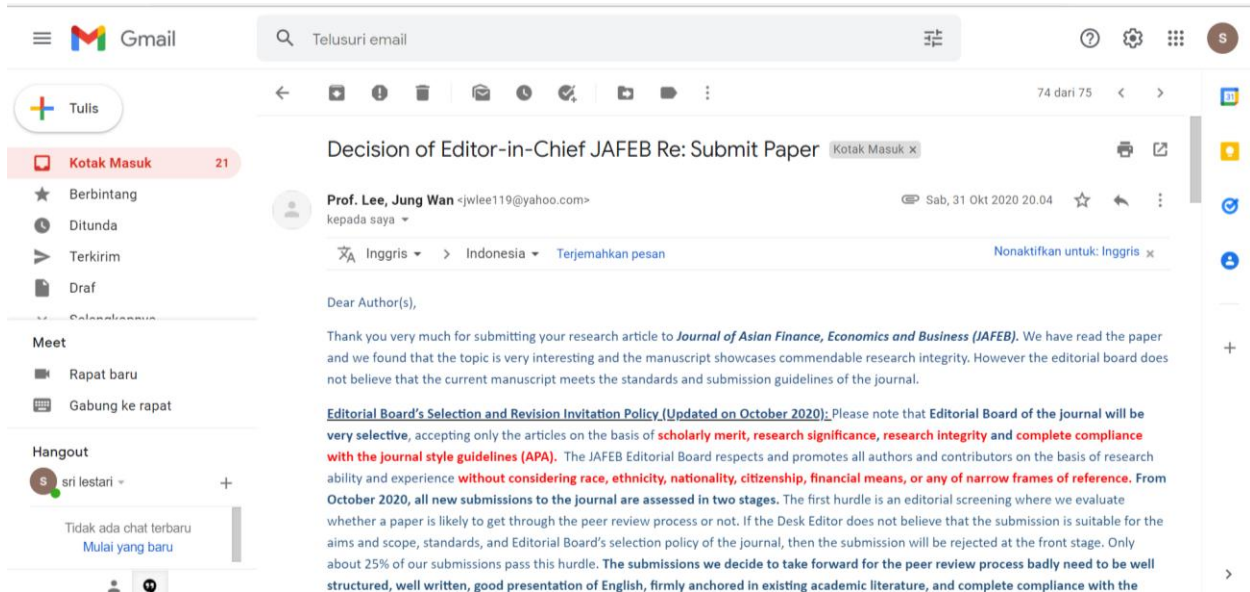 Gmail
Telusuri email
S
Tulis
74 dari 75
31
Kotak Masuk 21
Berbintang
Ditunda
Terkirim
Draf
Selengkapnya
Meet
Rapat baru
Gabung ke rapat
Hangout
S
sri lestari
Tidak ada chat terbaru
Mulai yang baru
Decision of Editor-in-Chief JAFEB Re: Submit Paper Kotak Masuk x
Prof. Lee, Jung Wan <jwlee119@yahoo.com> Sab, 31 Okt 2020 20.04
kepada saya
Inggris > Indonesia Terjemahkan pesan Nonaktifkan untuk: Inggris x
Dear Author(s),
Thank you very much for submitting your research article to Journal of Asian Finance, Economics and Business (JAFEB). We have read the paper
and we found that the topic is very interesting and the manuscript showcases commendable research integrity. However the editorial board does
not believe that the current manuscript meets the standards and submission guidelines of the journal.
Editorial Board's Selection and Revision Invitation Policy (Updated on October 2020): Please note that Editorial Board of the journal will be
very selective, accepting only the articles on the basis of scholarly merit, research significance, research integrity and complete compliance
with the journal style guidelines (APA). The JAFEB Editorial Board respects and promotes all authors and contributors on the basis of research
ability and experience without considering race, ethnicity, nationality, citizenship, financial means, or any of narrow frames of reference. From
October 2020, all new submissions to the journal are assessed in two stages. The first hurdle is an editorial screening where we evaluate
whether a paper is likely to get through the peer review process or not. If the Desk Editor does not believe that the submission is suitable for the
aims and scope, standards, and Editorial Board's selection policy of the journal, then the submission will be rejected at the front stage. Only
about 25% of our submissions pass this hurdle. The submissions we decide to take forward for the peer review process badly need to be well
structured, well written, good presentation of English, firmly anchored in existing academic literature, and complete compliance with the